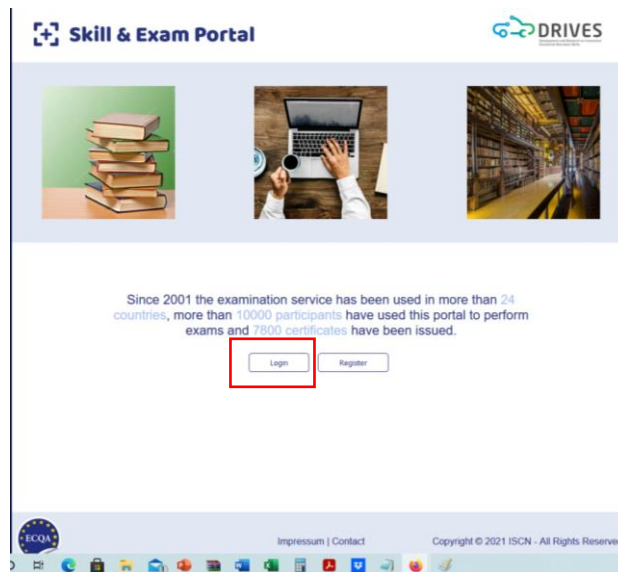 [+] Skill & Exam Portal
DRIVES
Since 2001 the examination service has been used in more than 24
countries, more than 10000 participants have used this portal to perform
exams and 7800 certificates have been issued.
Login
Register
ECQA
Impressum | Contact
Copyright © 2021 ISCN - All Rights Reserve